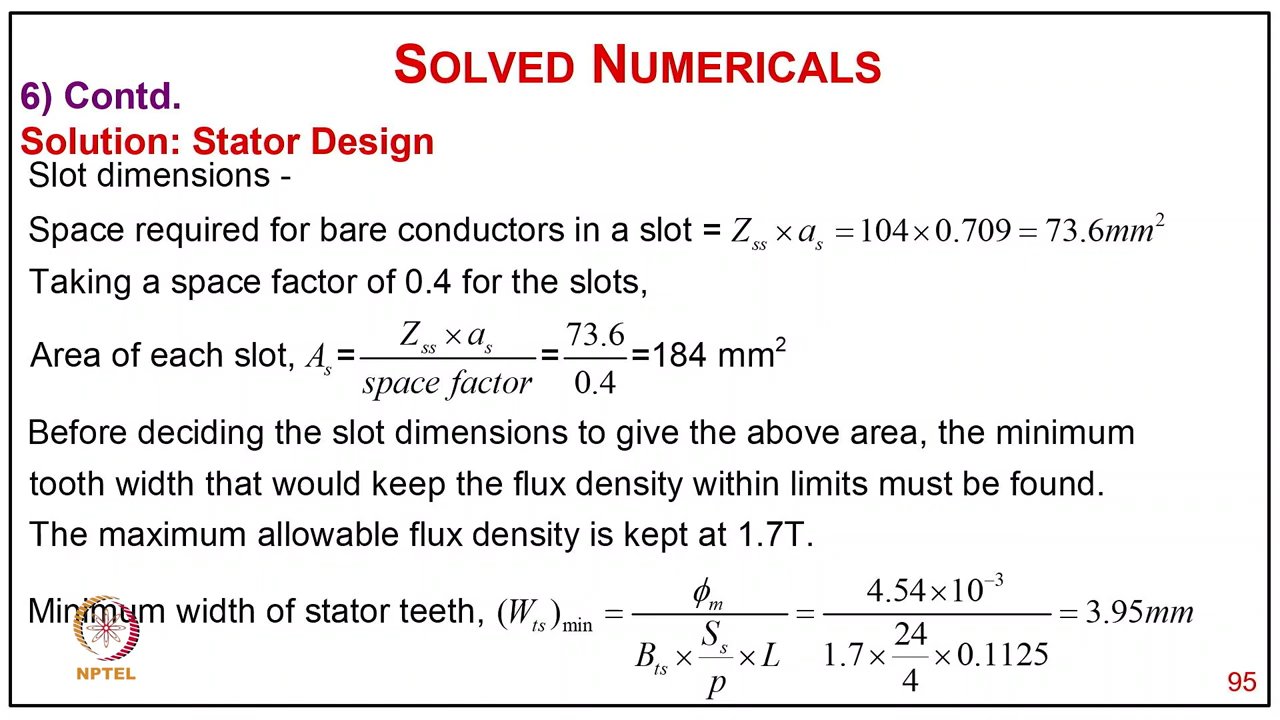 SOLVED NUMERICALS
6) Contd.
Solution: Stator Design
Slot dimensions -
Space required for bare conductors in a slot = Z_ss × a_s = 104 × 0.709 = 73.6mm²
Taking a space factor of 0.4 for the slots,
Area of each slot, A_s = (Z_ss × a_s)/(space factor) = 73.6/0.4 =184 mm²
Before deciding the slot dimensions to give the above area, the minimum
tooth width that would keep the flux density within limits must be found.
The maximum allowable flux density is kept at 1.7T.
Minimum width of stator teeth, (W_ts)_min = ϕ_m/(B_ts × S_s/p × L) = (4.54×10⁻³)/(1.7 × 24/4 × 0.1125) = 3.95mm
NPTEL
95